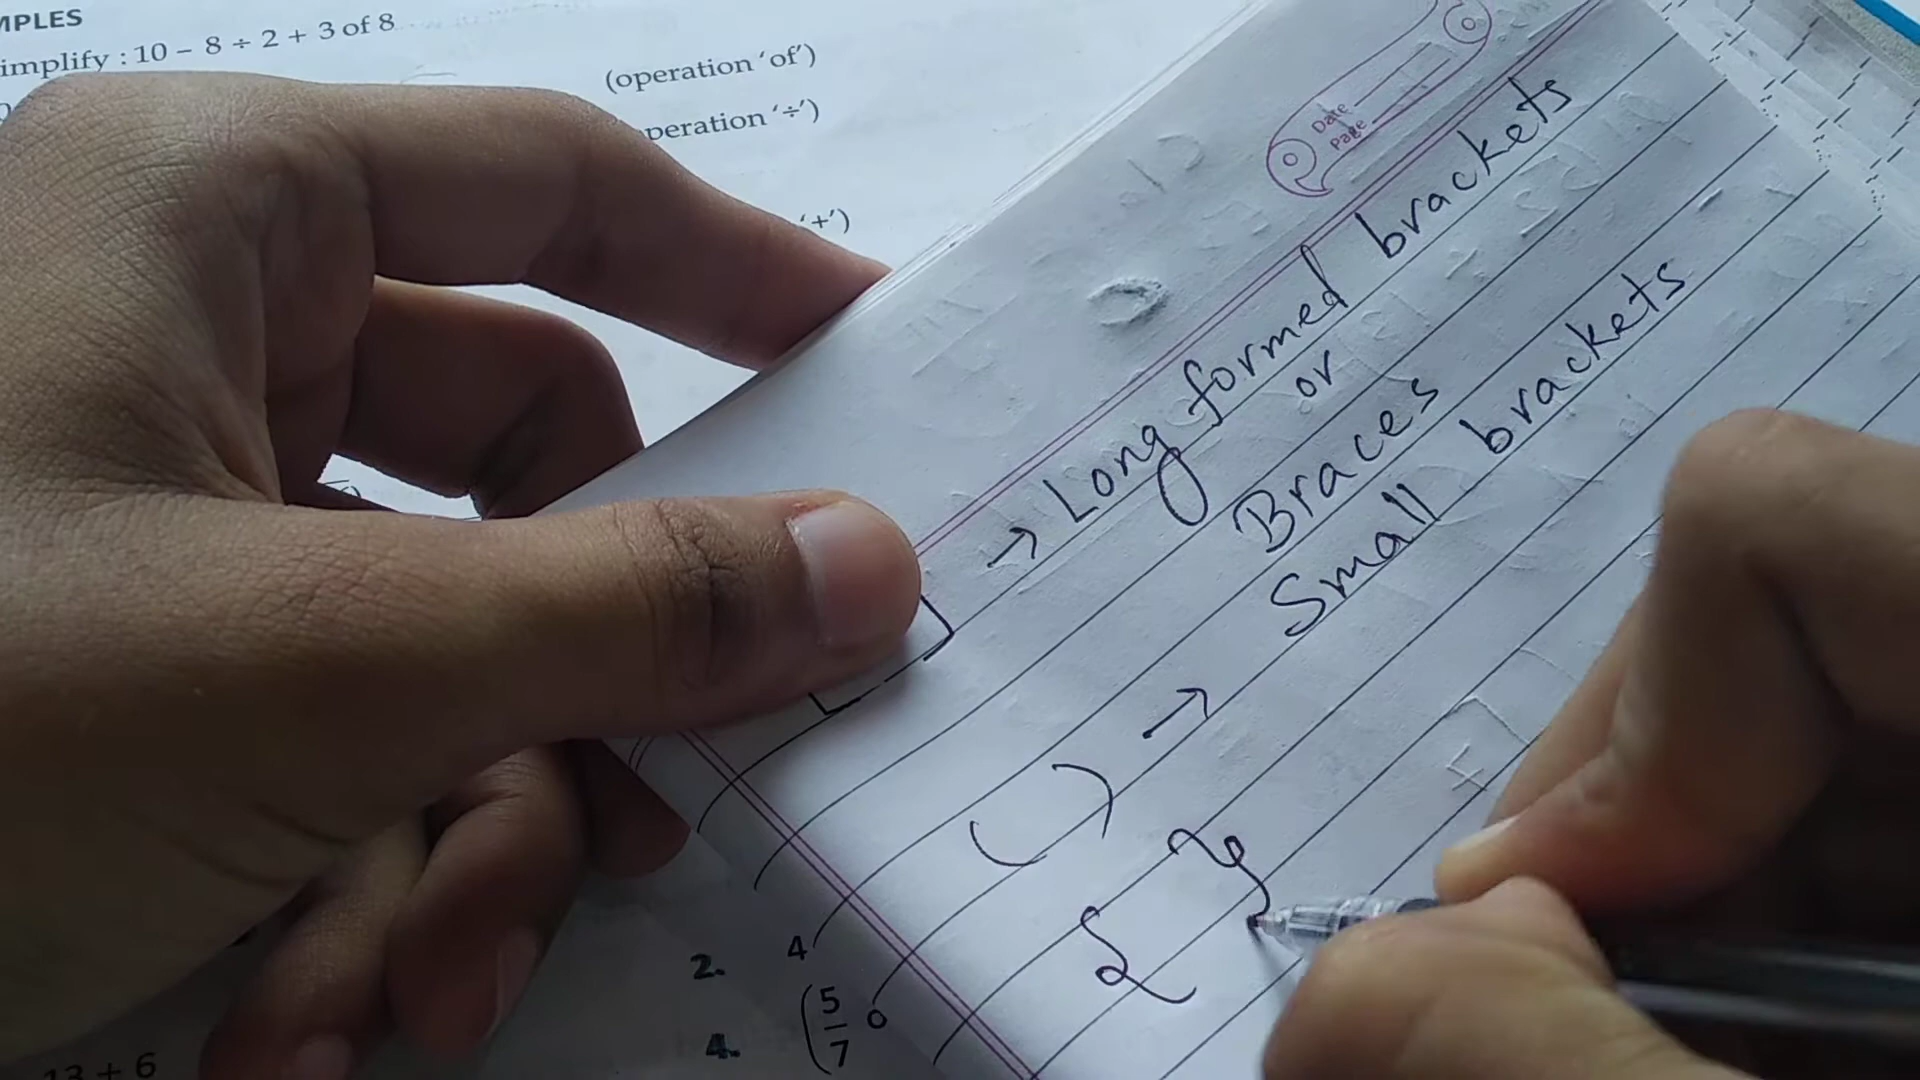 implify : 10 − 8 ÷ 2 + 3 of 8
(operation ‘of’)
peration ‘÷’)
‘+’)
Date
Page
→ Long formed brackets
or
Braces
( ) → Small brackets
{ }
2. 4
4. (5/7
13 + 6